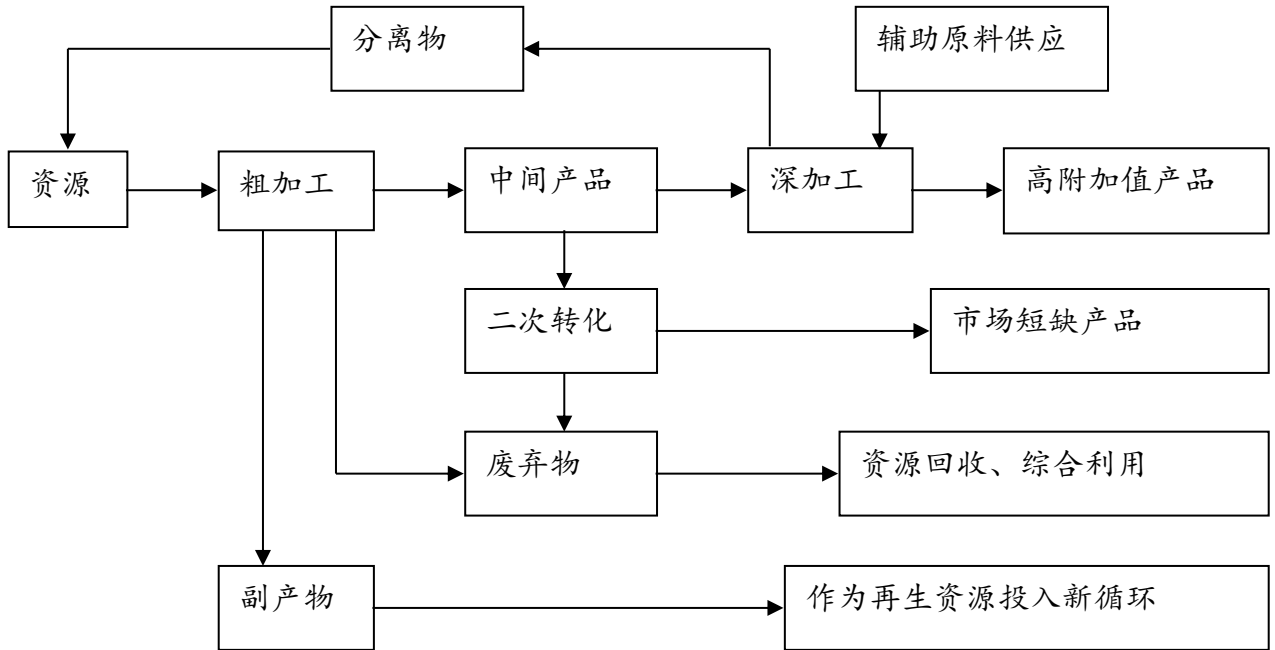 分离物
辅助原料供应
资源
粗加工
中间产品
深加工
高附加值产品
二次转化
市场短缺产品
废弃物
资源回收、综合利用
副产物
作为再生资源投入新循环